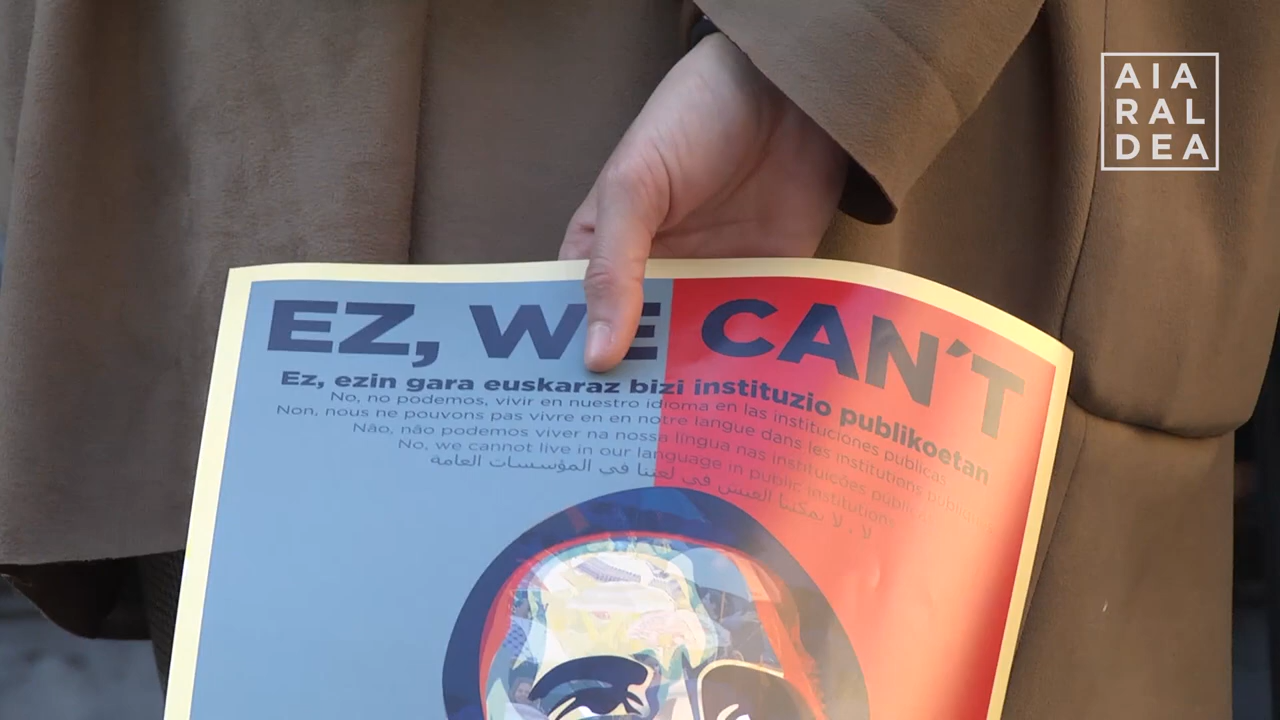 AIA
RAL
DEA
EZ, WE CAN'T
Ez, ezin gara euskaraz bizi instituzio publikoetan
No, no podemos, vivir en nuestro idioma en las instituciones publicas
Non, nous ne pouvons pas vivre en en notre langue dans les institutions
Não, não podemos viver na nossa língua nas instituições
No, we cannot live in our language in public institutions
لا ، لا يمكننا العيش في لغتنا في المؤسسات العامة